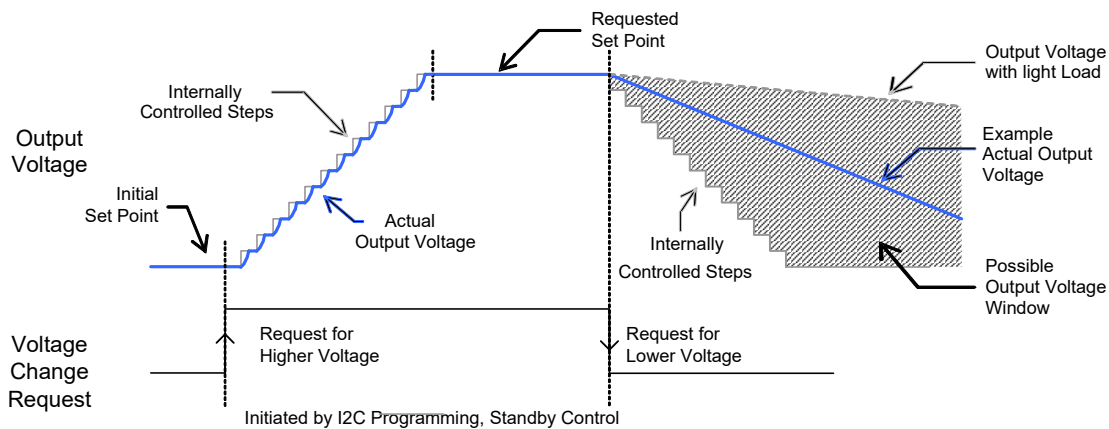 Requested
Set Point
Output Voltage
with light Load
Internally
Controlled Steps
Output
Voltage
Example
Actual Output
Voltage
Initial
Set Point
Actual
Output Voltage
Internally
Controlled Steps
Possible
Output Voltage
Window
Voltage
Change
Request
Request for
Higher Voltage
Request for
Lower Voltage
Initiated by I2C Programming, Standby Control